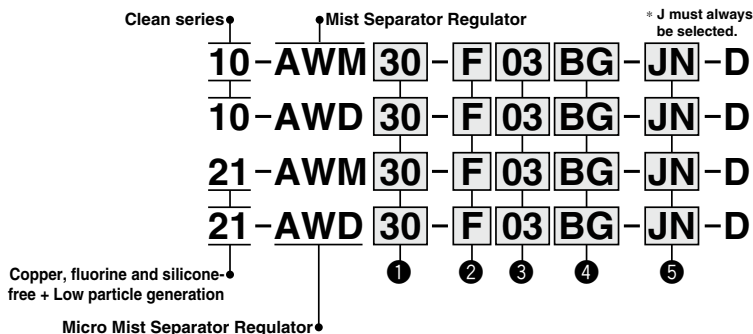 Clean series
Mist Separator Regulator
* J must always
be selected.
10-AWM 30-F 03 BG-JN-D
10-AWD 30-F 03 BG-JN-D
21-AWM 30-F 03 BG-JN-D
21-AWD 30-F 03 BG-JN-D
❶ ❷ ❸ ❹ ❺
Copper, fluorine and silicone-
free + Low particle generation
Micro Mist Separator Regulator